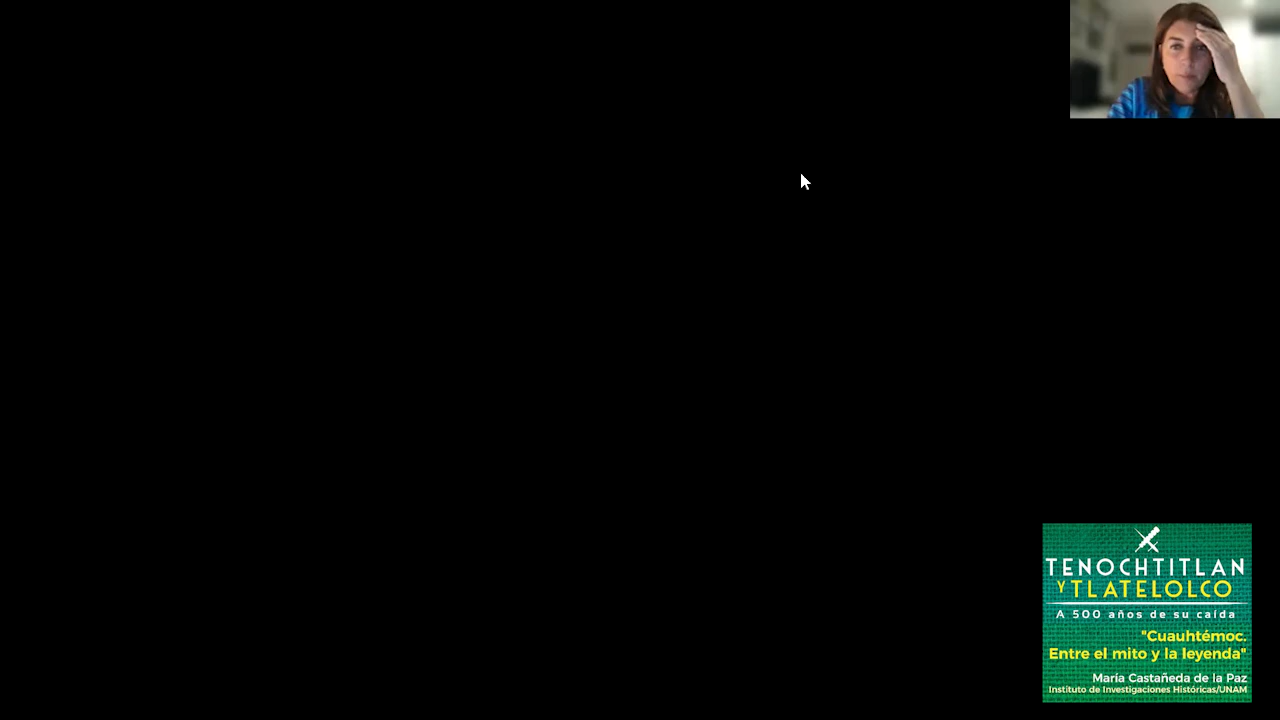 TENOCHTITLAN
Y TLATELOLCO
A 500 años de su caída
"Cuauhtémoc.
Entre el mito y la leyenda"
María Castañeda de la Paz
Instituto de Investigaciones Históricas/UNAM